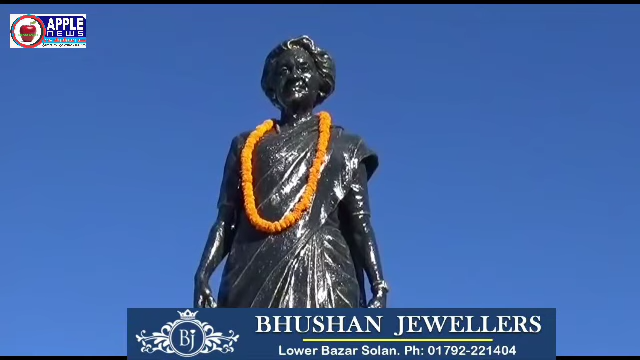 APPLE
NEWS
BJ
BHUSHAN JEWELLERS
Lower Bazar Solan. Ph: 01792-221404